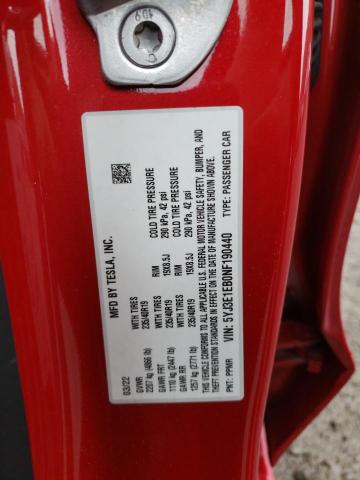 109
C
MFD BY TESLA, INC.
03/22
GVWR
2207 kg (4866 lb)
GAWR FRT WITH TIRES RIM COLD TIRE PRESSURE
1110 kg (2447 lb) 235/40R19 19X8.5J 290 kPa, 42 psi
GAWR RR WITH TIRES RIM COLD TIRE PRESSURE
1257 kg (2771 lb) 235/40R19 19X8.5J 290 kPa, 42 psi
THIS VEHICLE CONFORMS TO ALL APPLICABLE U.S. FEDERAL MOTOR VEHICLE SAFETY, BUMPER, AND
THEFT PREVENTION STANDARDS IN EFFECT ON THE DATE OF MANUFACTURE SHOWN ABOVE.
VIN: 5YJ3E1EB0NF190440 TYPE: PASSENGER CAR
PNT: PPMR